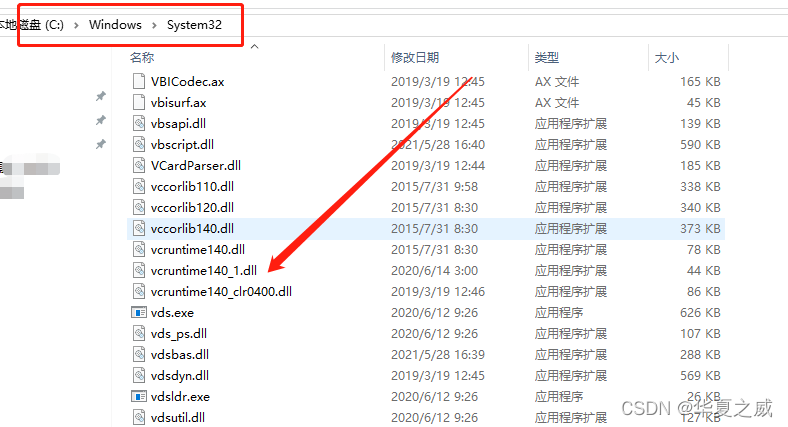 本地磁盘 (C:) > Windows > System32
名称 修改日期 类型 大小
VBICodec.ax 2019/3/19 12:45 AX 文件 165 KB
vbisurf.ax 2019/3/19 12:45 AX 文件 45 KB
vbsapi.dll 2019/3/19 12:45 应用程序扩展 139 KB
vbscript.dll 2021/5/28 16:40 应用程序扩展 590 KB
VCardParser.dll 2019/3/19 12:44 应用程序扩展 185 KB
vccorlib110.dll 2015/7/31 9:58 应用程序扩展 338 KB
vccorlib120.dll 2015/7/31 8:30 应用程序扩展 340 KB
vccorlib140.dll 2015/7/31 8:30 应用程序扩展 373 KB
vcruntime140.dll 2015/7/31 8:30 应用程序扩展 78 KB
vcruntime140_1.dll 2020/6/14 3:00 应用程序扩展 44 KB
vcruntime140_clr0400.dll 2019/3/19 12:46 应用程序扩展 86 KB
vds.exe 2020/6/12 9:26 应用程序 626 KB
vds_ps.dll 2020/6/12 9:26 应用程序扩展 107 KB
vdsbas.dll 2021/5/28 16:39 应用程序扩展 288 KB
vdsdyn.dll 2019/3/19 12:45 应用程序扩展 569 KB
vdsldr.exe 2020/6/12 9:26 应用程序 26 KB
vdsutil.dll 2020/6/12 9:26 应用程序扩展 127 KB
CSDN @华夏之威